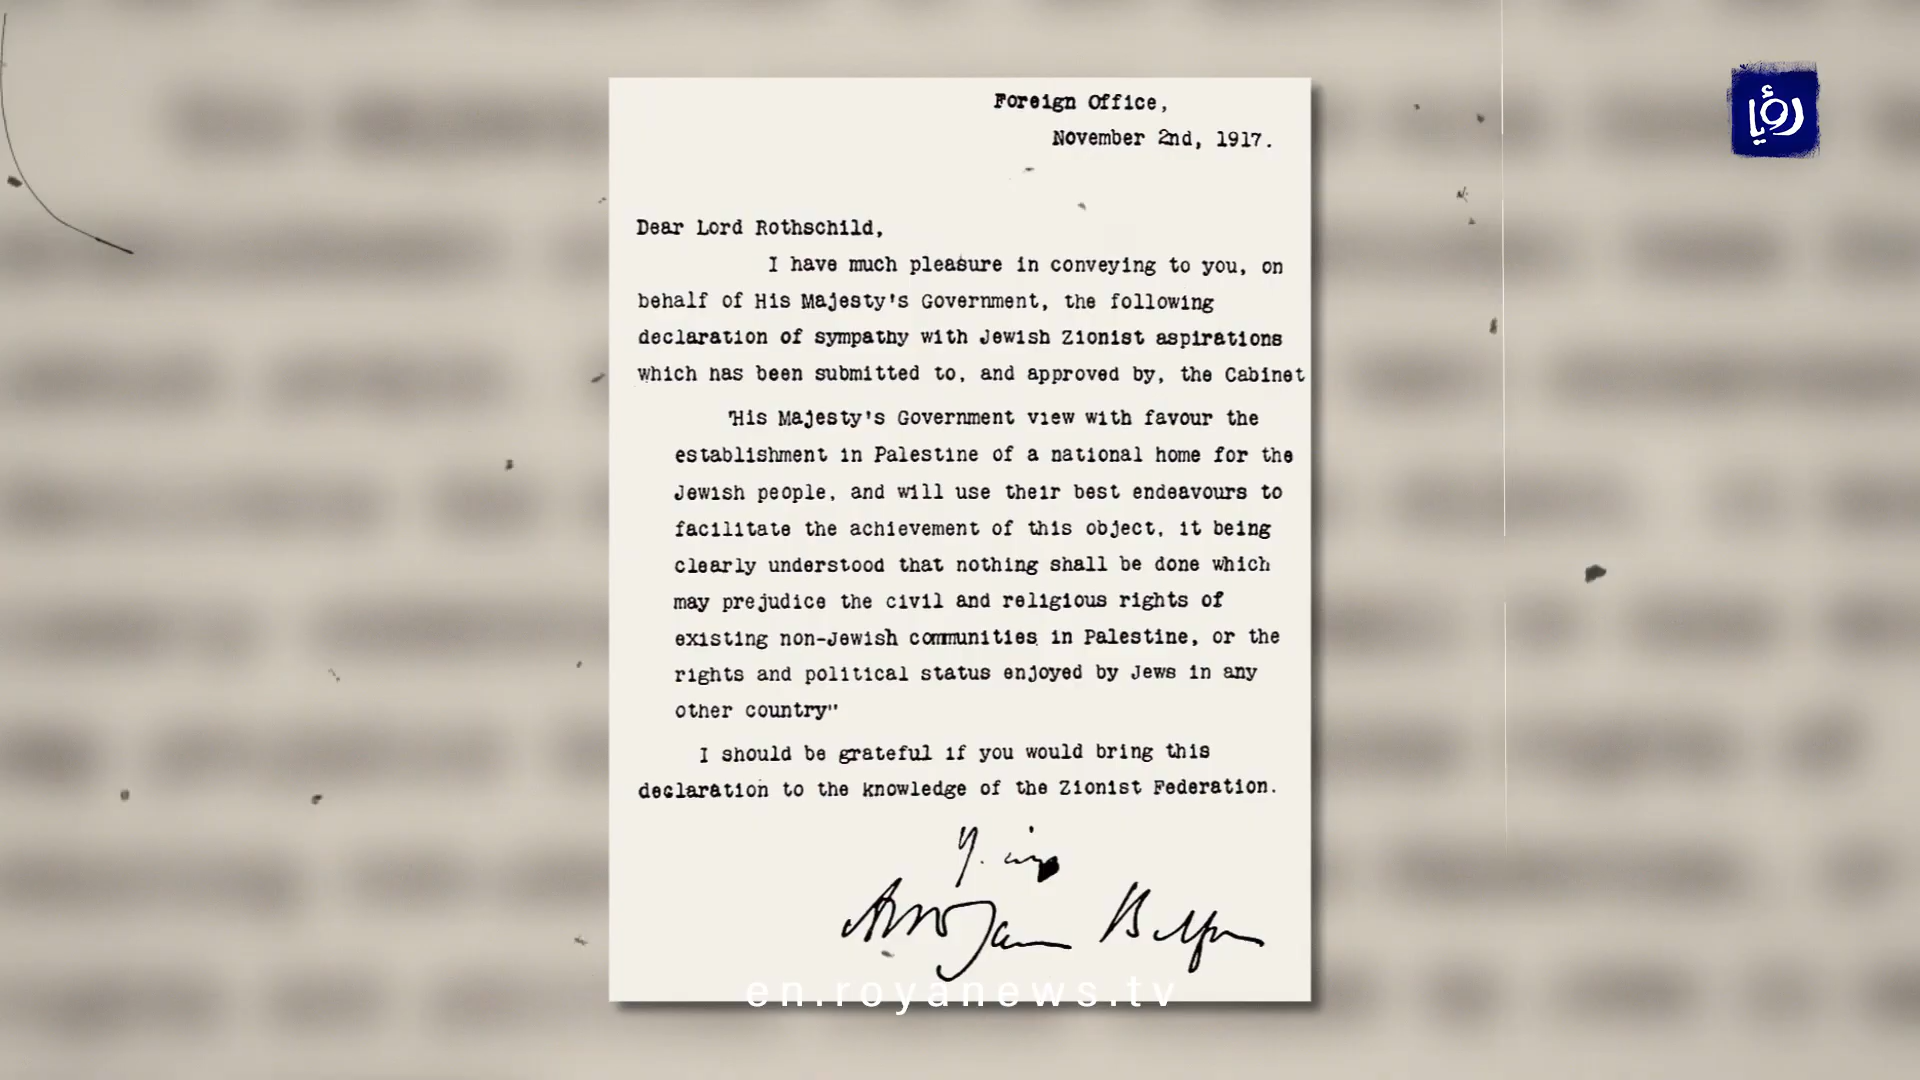 Foreign Office,
November 2nd, 1917.
رؤيا
Dear Lord Rothschild,
I have much pleasure in conveying to you, on
behalf of His Majesty's Government, the following
declaration of sympathy with Jewish Zionist aspirations
which has been submitted to, and approved by, the Cabinet
"His Majesty's Government view with favour the
establishment in Palestine of a national home for the
Jewish people, and will use their best endeavours to
facilitate the achievement of this object, it being
clearly understood that nothing shall be done which
may prejudice the civil and religious rights of
existing non-Jewish communities in Palestine, or the
rights and political status enjoyed by Jews in any
other country"
I should be grateful if you would bring this
declaration to the knowledge of the Zionist Federation.
en.royanews.tv